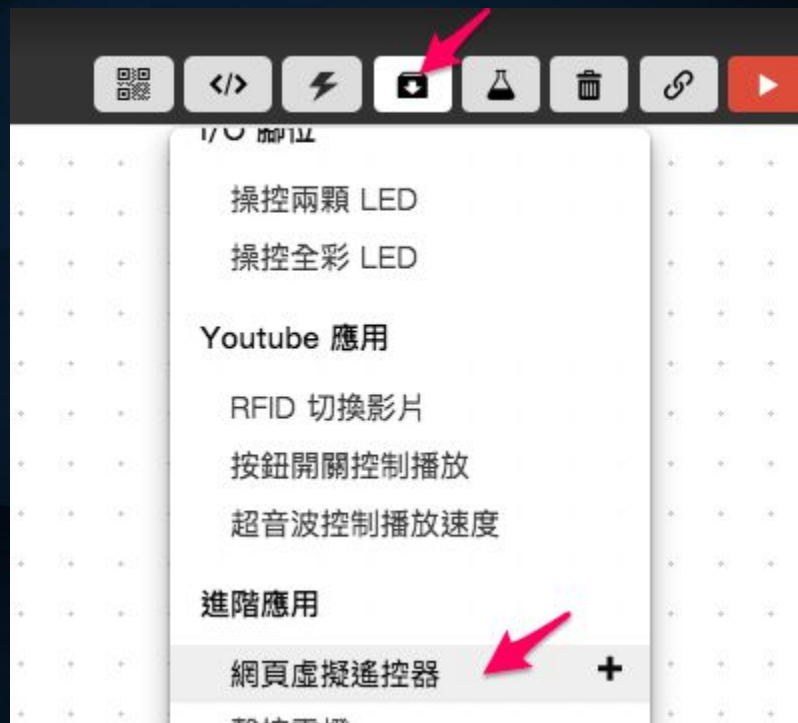 </>
I/O 腳位
操控兩顆 LED
操控全彩 LED
Youtube 應用
RFID 切換影片
按鈕開關控制播放
超音波控制播放速度
進階應用
網頁虛擬遙控器 +